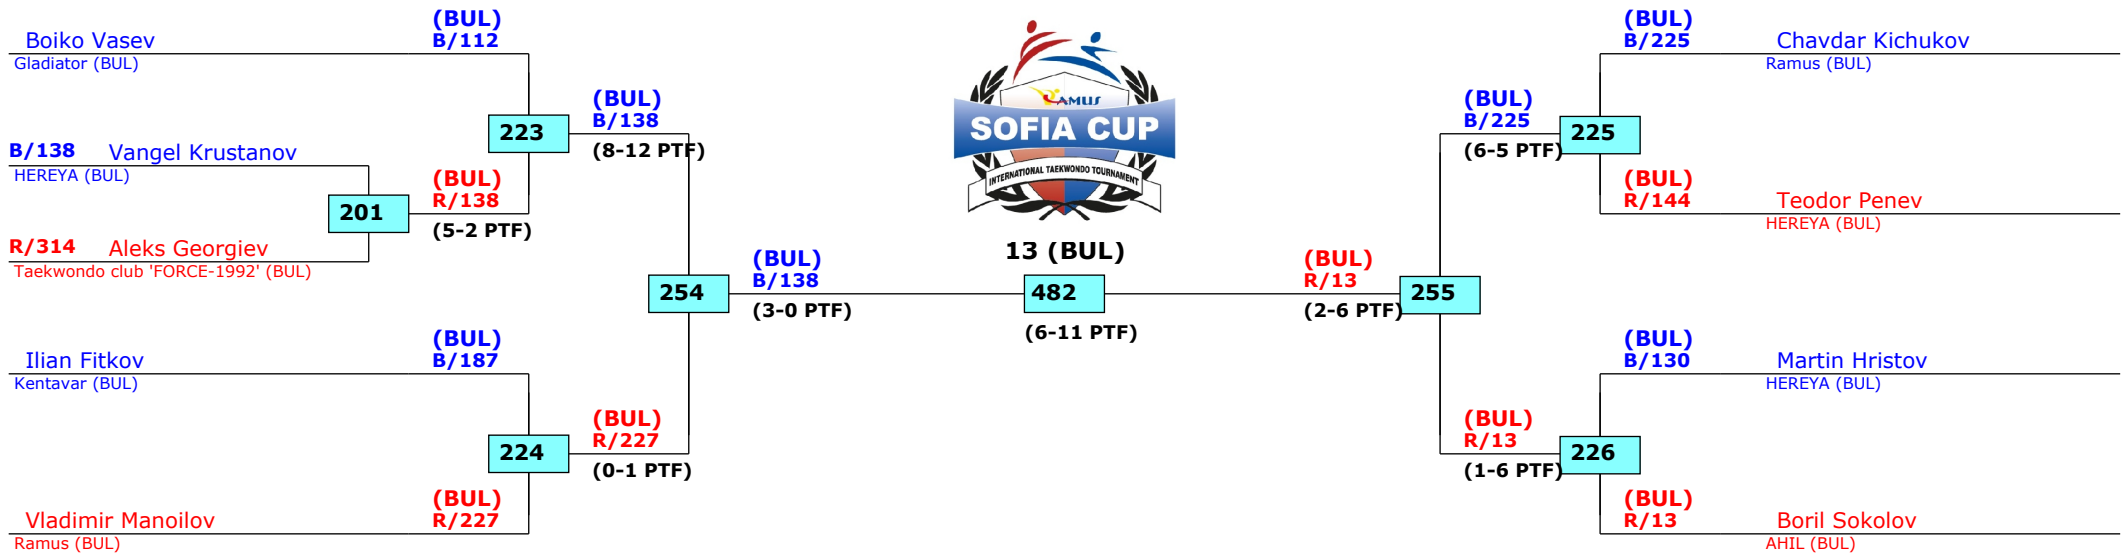 (BUL)
Boiko Vasev B/112
Gladiator (BUL)
(BUL)
B/138
223
(8-12 PTF)
B/138 Vangel Krustanov
HEREYA (BUL)
(BUL)
R/138
201
(5-2 PTF)
R/314 Aleks Georgiev
Taekwondo club 'FORCE-1992' (BUL)
(BUL)
B/138
254
(3-0 PTF)
(BUL)
Ilian Fitkov B/187
Kentavar (BUL)
(BUL)
R/227
224
(0-1 PTF)
(BUL)
Vladimir Manoilov R/227
Ramus (BUL)
RAMUS
SOFIA CUP
INTERNATIONAL TAEKWONDO TOURNAMENT
13 (BUL)
482
(6-11 PTF)
(BUL)
B/225 Chavdar Kichukov
Ramus (BUL)
(BUL)
B/225
225
(6-5 PTF)
(BUL)
R/144 Teodor Penev
HEREYA (BUL)
(BUL)
R/13
255
(2-6 PTF)
(BUL)
B/130 Martin Hristov
HEREYA (BUL)
(BUL)
R/13
226
(1-6 PTF)
(BUL)
R/13 Boril Sokolov
AHIL (BUL)